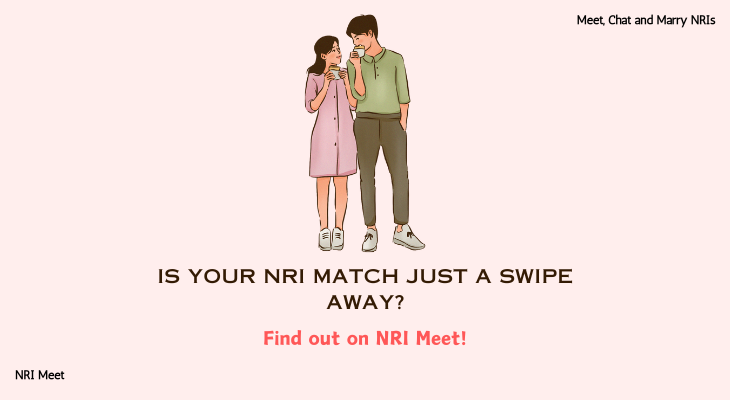 Meet, Chat and Marry NRIs
IS YOUR NRI MATCH JUST A SWIPE
AWAY?
Find out on NRI Meet!
NRI Meet